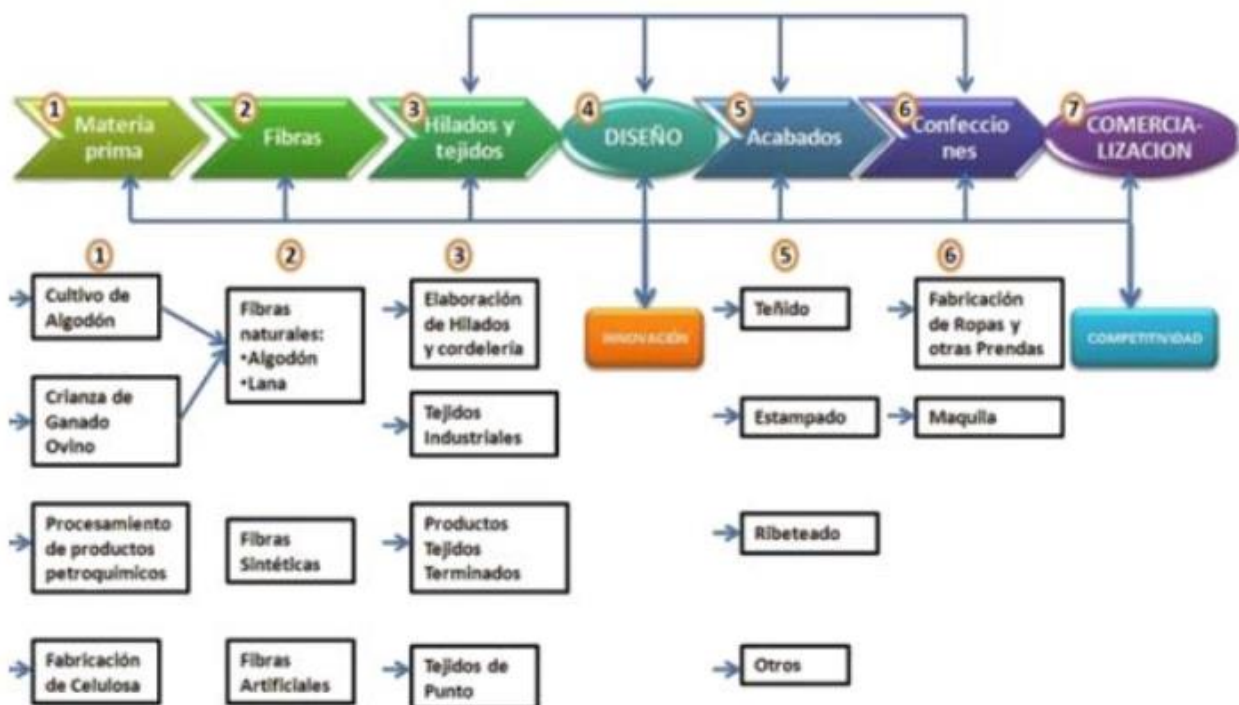 1
Materia
prima
2
Fibras
3
Hilados y
tejidos
4
DISEÑO
5
Acabados
6
Confeccio
nes
7
COMERCIA-
LIZACION
1
2
3
5
6
Cultivo de
Algodón
Crianza de
Ganado
Ovino
Procesamiento
de productos
petroquímicos
Fabricación
de Celulosa
Fibras
naturales:
•Algodón
•Lana
Fibras
Sintéticas
Fibras
Artificiales
Elaboración
de Hilados
y cordelería
Tejidos
Industriales
Productos
Tejidos
Terminados
Tejidos de
Punto
INNOVACIÓN
Teñido
Estampado
Ribeteado
Otros
Fabricación
de Ropas y
otras Prendas
Maquila
COMPETITIVIDAD